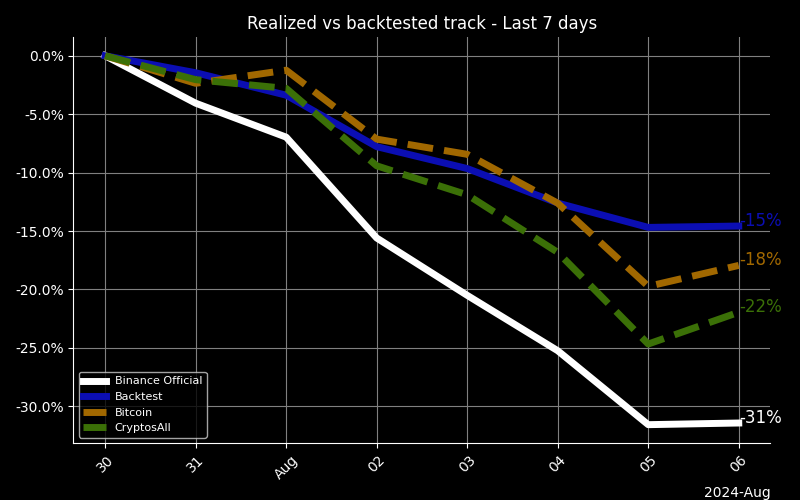 Realized vs backtested track - Last 7 days
0.0%
-5.0%
-10.0%
-15.0%
-20.0%
-25.0%
-30.0%
-15%
-18%
-22%
-31%
Binance Official
Backtest
Bitcoin
CryptosAll
30
31
Aug
02
03
04
05
06
2024-Aug